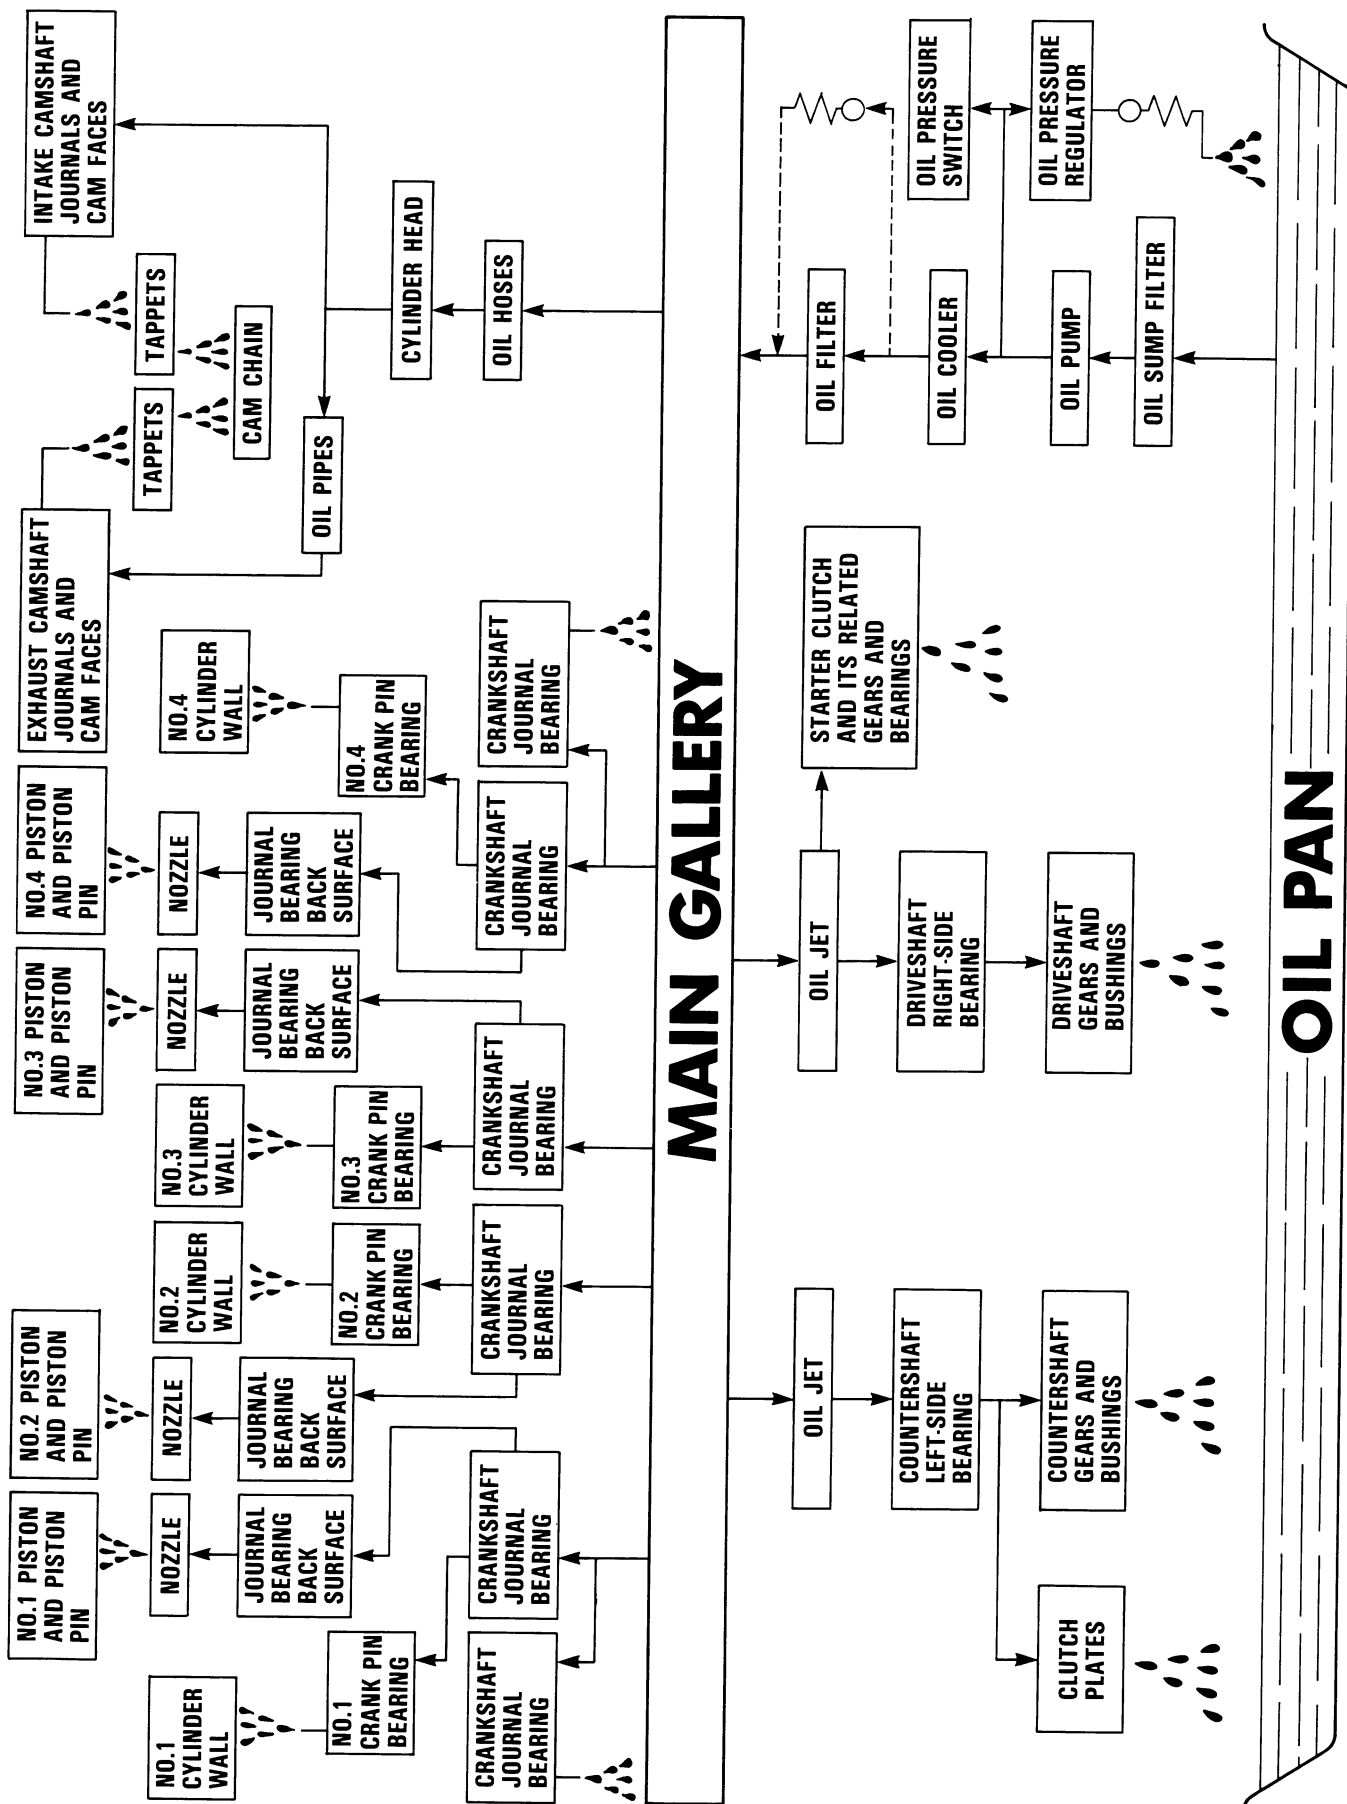 NO.1 CYLINDER
WALL
NO.1 PISTON
AND PISTON
PIN
NO.2 PISTON
AND PISTON
PIN
NO.2
CYLINDER
WALL
NO.3
CYLINDER
WALL
NO.3 PISTON
AND PISTON
PIN
NO.4 PISTON
AND PISTON
PIN
NO.4
CYLINDER
WALL
EXHAUST CAMSHAFT
JOURNALS AND
CAM FACES
INTAKE CAMSHAFT
JOURNALS AND
CAM FACES
TAPPETS
TAPPETS
CAM CHAIN
NOZZLE
NOZZLE
NOZZLE
NOZZLE
JOURNAL
BEARING
BACK
SURFACE
JOURNAL
BEARING
BACK
SURFACE
JOURNAL
BEARING
BACK
SURFACE
JOURNAL
BEARING
BACK
SURFACE
OIL PIPES
NO.1
CRANK PIN
BEARING
NO.2
CRANK PIN
BEARING
NO.3
CRANK PIN
BEARING
NO.4
CRANK PIN
BEARING
CYLINDER HEAD
CRANKSHAFT
JOURNAL
BEARING
CRANKSHAFT
JOURNAL
BEARING
CRANKSHAFT
JOURNAL
BEARING
CRANKSHAFT
JOURNAL
BEARING
CRANKSHAFT
JOURNAL
BEARING
CRANKSHAFT
JOURNAL
BEARING
OIL HOSES
MAIN GALLERY
OIL JET
OIL JET
STARTER CLUTCH
AND ITS RELATED
GEARS AND
BEARINGS
OIL FILTER
COUNTERSHAFT
LEFT-SIDE
BEARING
DRIVESHAFT
RIGHT-SIDE
BEARING
OIL COOLER
OIL PRESSURE
SWITCH
CLUTCH
PLATES
COUNTERSHAFT
GEARS AND
BUSHINGS
DRIVESHAFT
GEARS AND
BUSHINGS
OIL PUMP
OIL PRESSURE
REGULATOR
OIL SUMP FILTER
OIL PAN